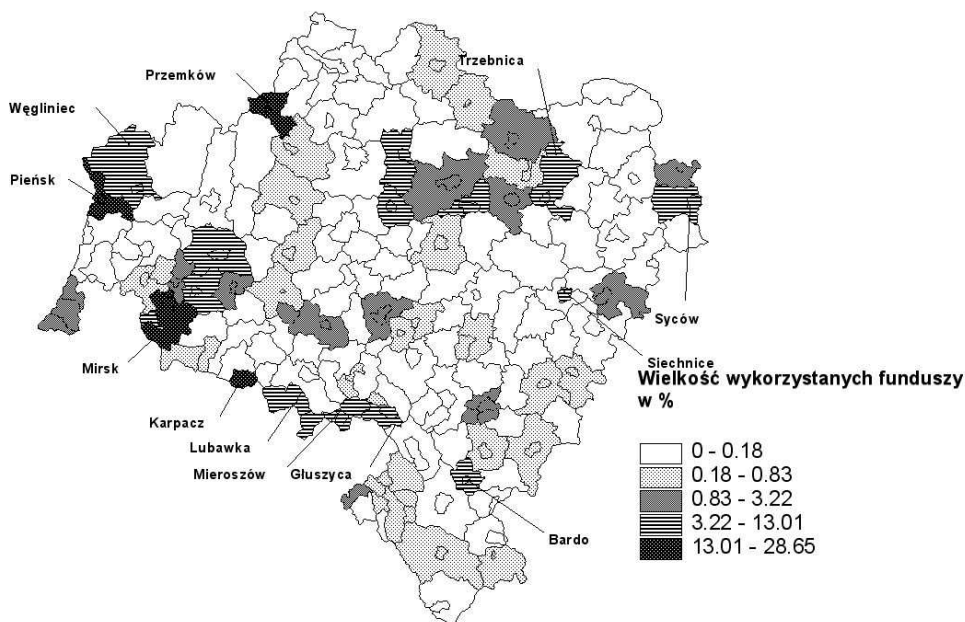 Trzebnica
Przemków
Węgliniec
Pieńsk
Syców
Siechnice
Mirsk
Karpacz
Lubawka
Mieroszów
Głuszyca
Bardo
Wielkość wykorzystanych funduszy
w %
0 - 0.18
0.18 - 0.83
0.83 - 3.22
3.22 - 13.01
13.01 - 28.65